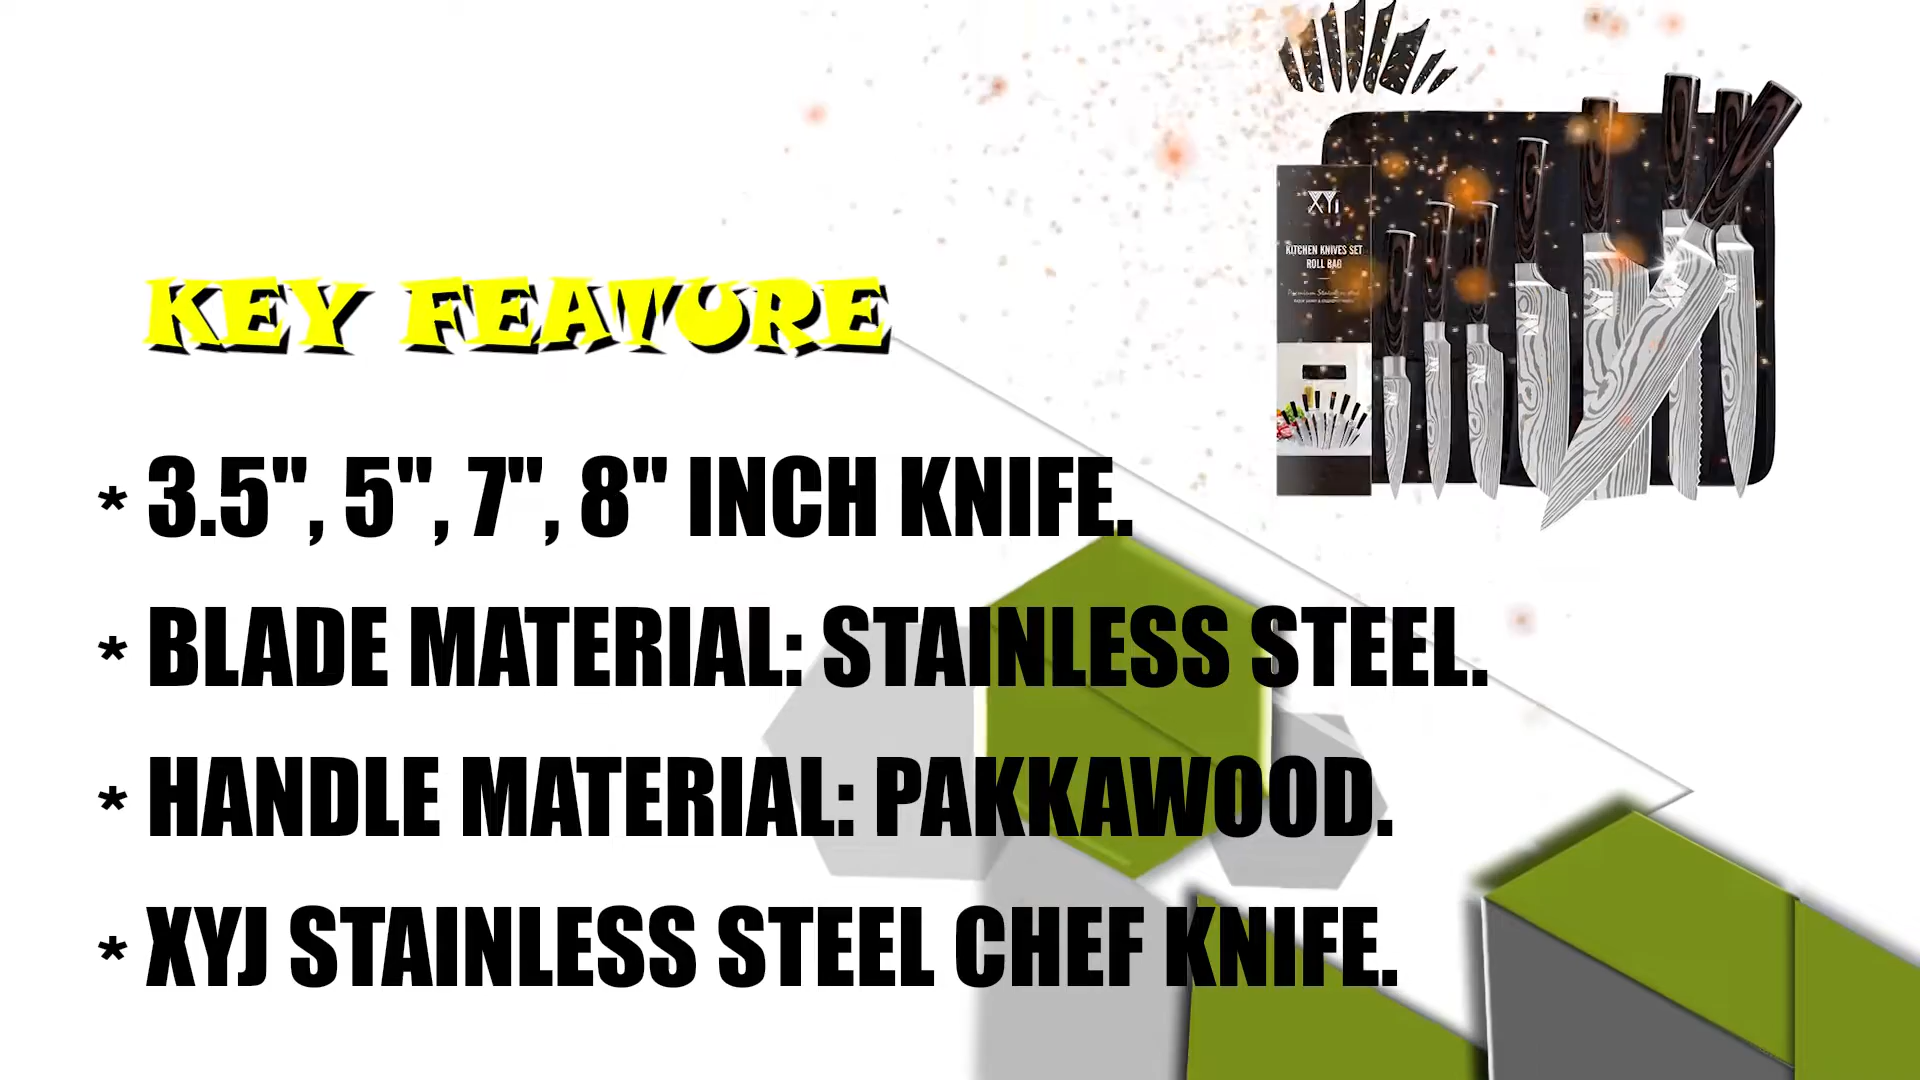 XYJ
KITCHEN KNIVES SET
ROLL BAG
KEY FEATURE
* 3.5", 5", 7", 8" INCH KNIFE.
* BLADE MATERIAL: STAINLESS STEEL.
* HANDLE MATERIAL: PAKKAWOOD.
* XYJ STAINLESS STEEL CHEF KNIFE.